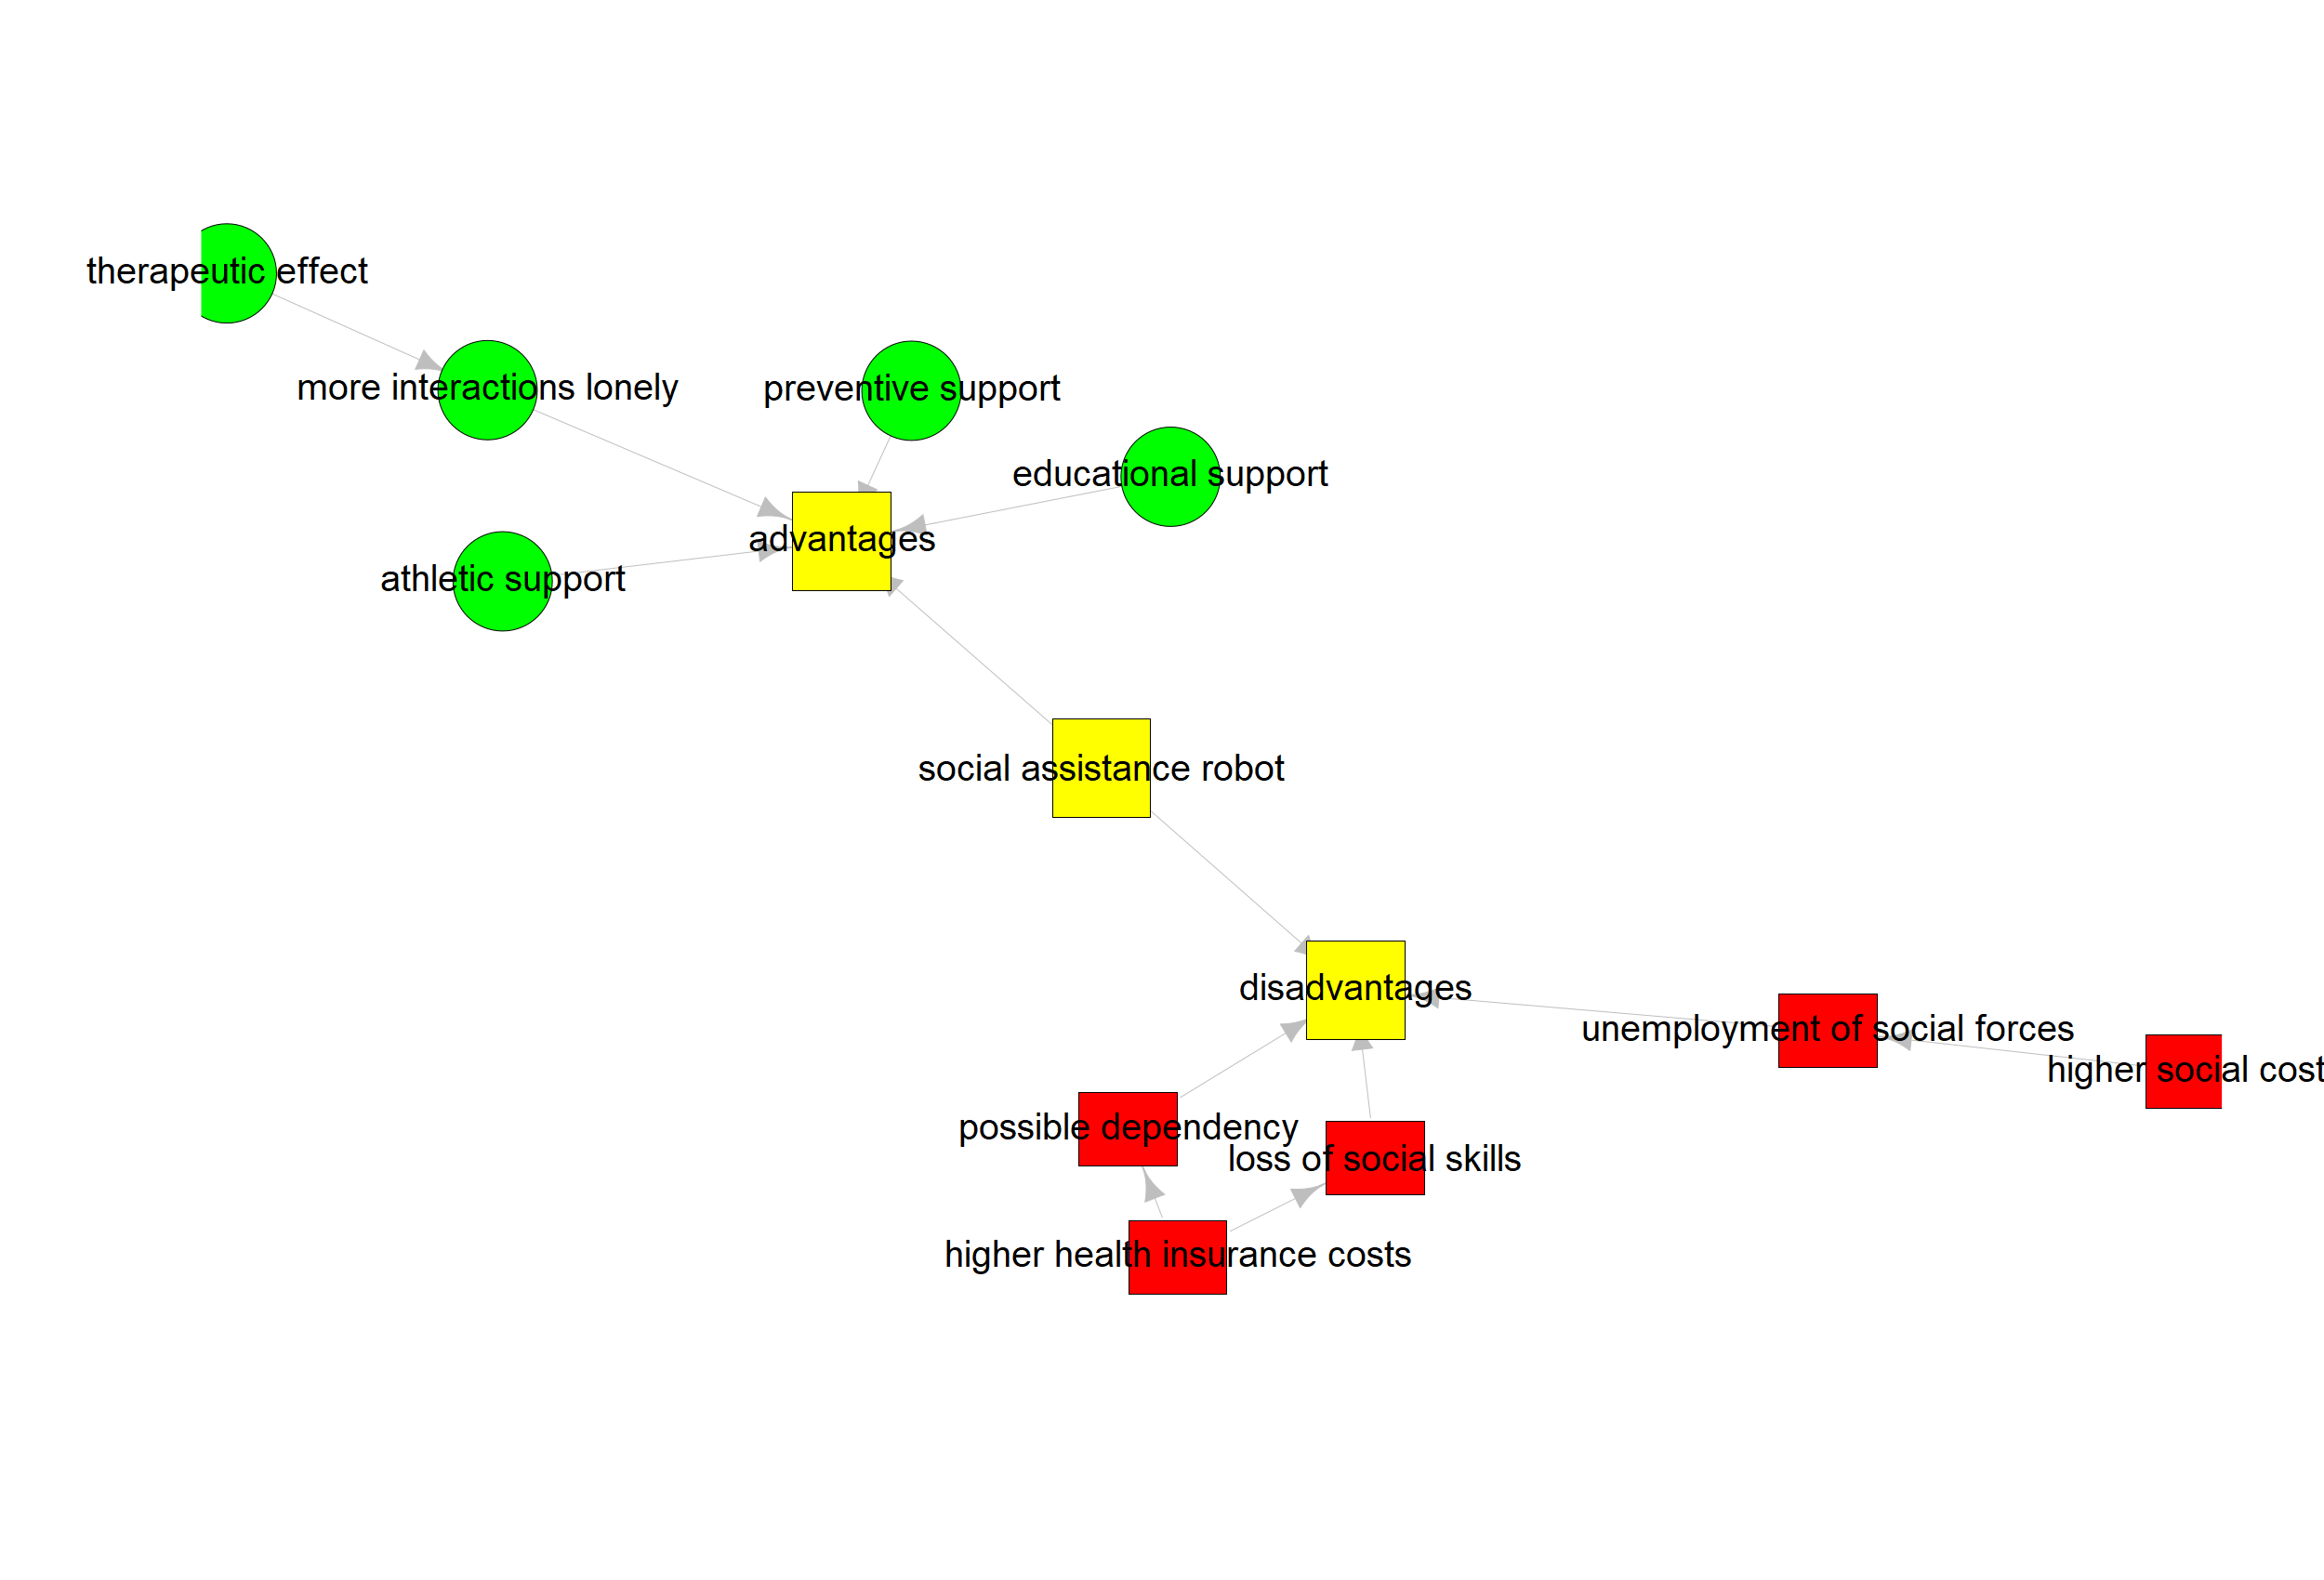 therapeutic effect
more interactions lonely
preventive support
educational support
advantages
athletic support
social assistance robot
disadvantages
unemployment of social forces
higher social cost
possible dependency
loss of social skills
higher health insurance costs